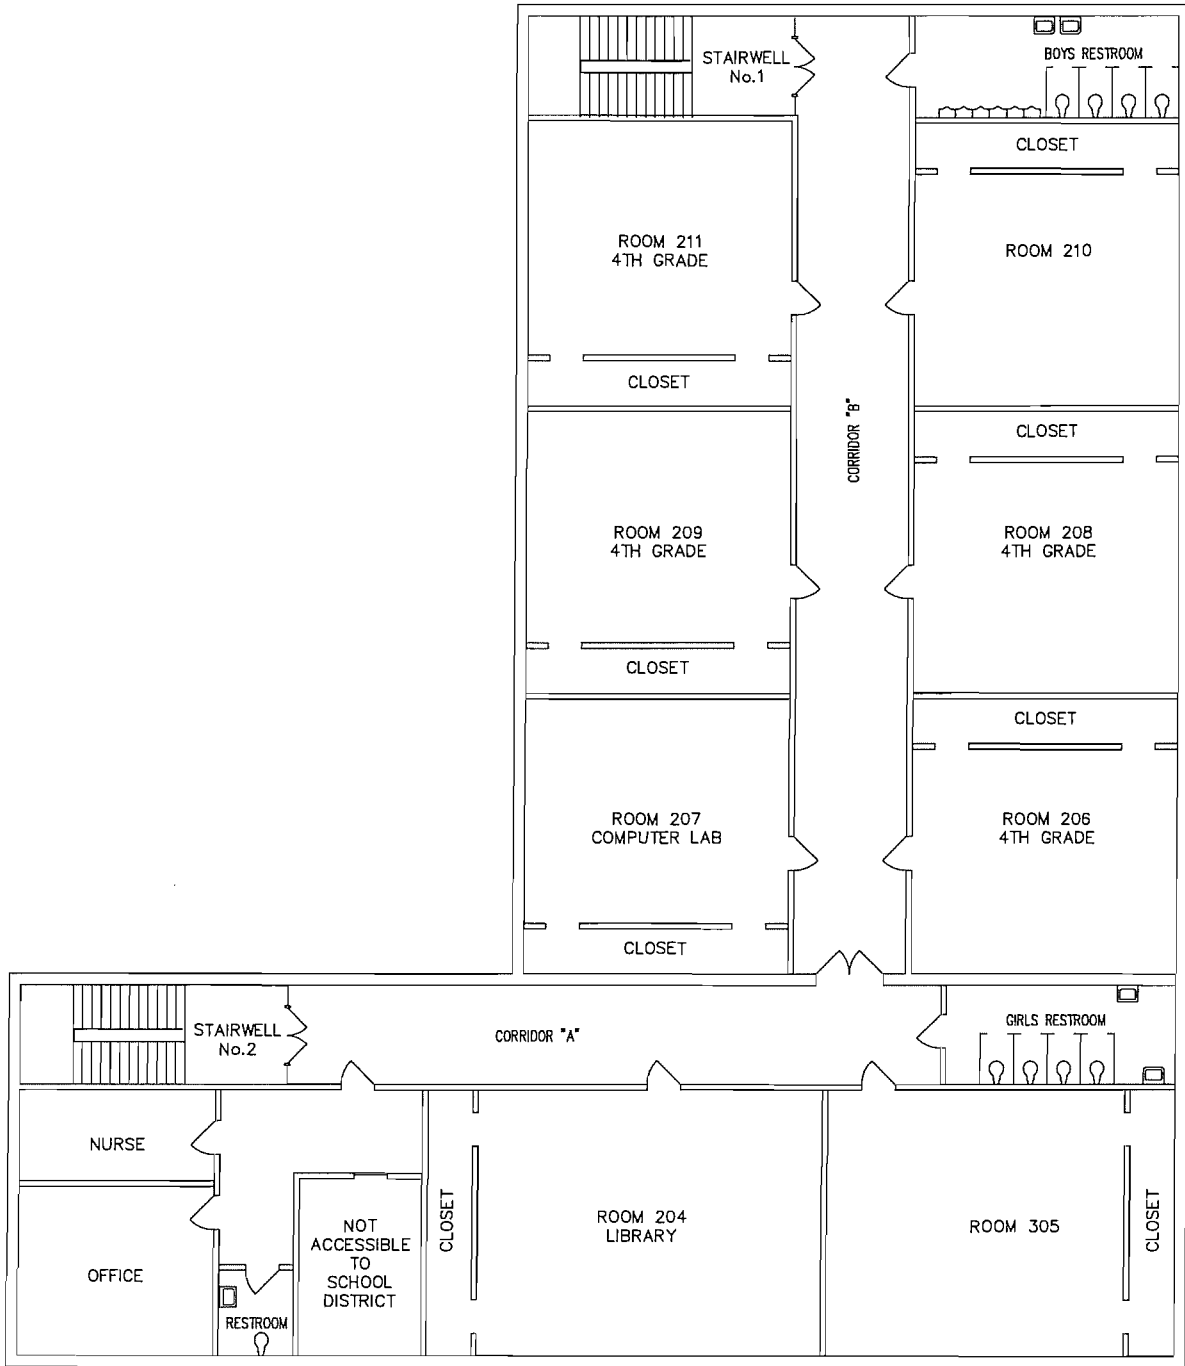 STAIRWELL
No.1
BOYS RESTROOM
CLOSET
ROOM 211
4TH GRADE
ROOM 210
CLOSET
CORRIDOR "B"
CLOSET
ROOM 209
4TH GRADE
ROOM 208
4TH GRADE
CLOSET
CLOSET
ROOM 207
COMPUTER LAB
ROOM 206
4TH GRADE
CLOSET
STAIRWELL
No.2
CORRIDOR "A"
GIRLS RESTROOM
NURSE
OFFICE
RESTROOM
NOT
ACCESSIBLE
TO
SCHOOL
DISTRICT
CLOSET
ROOM 204
LIBRARY
ROOM 305
CLOSET